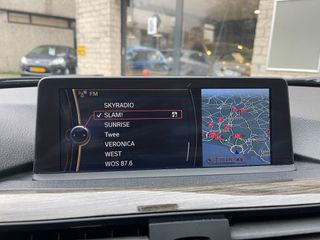 FM
SKYRADIO
SLAM!
SUNRISE
Twee
VERONICA
WEST
WOS 87.6